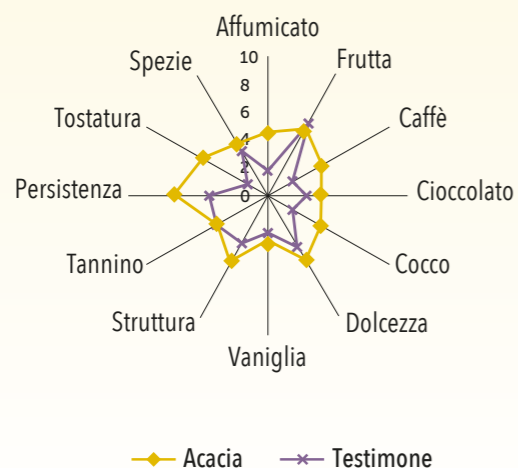 Affumicato
Frutta
Caffè
Cioccolato
Cocco
Dolcezza
Vaniglia
Struttura
Tannino
Persistenza
Tostatura
Spezie
10
8
6
4
2
0
Acacia
Testimone